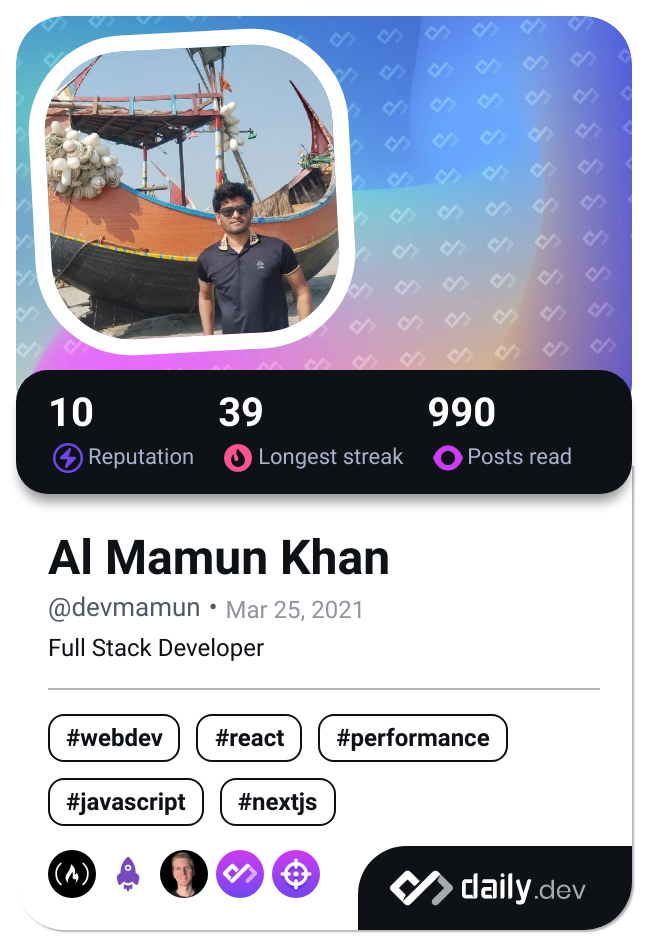 10 39 990
Reputation Longest streak Posts read
Al Mamun Khan
@devmamun • Mar 25, 2021
Full Stack Developer
#webdev #react #performance
#javascript #nextjs
daily.dev